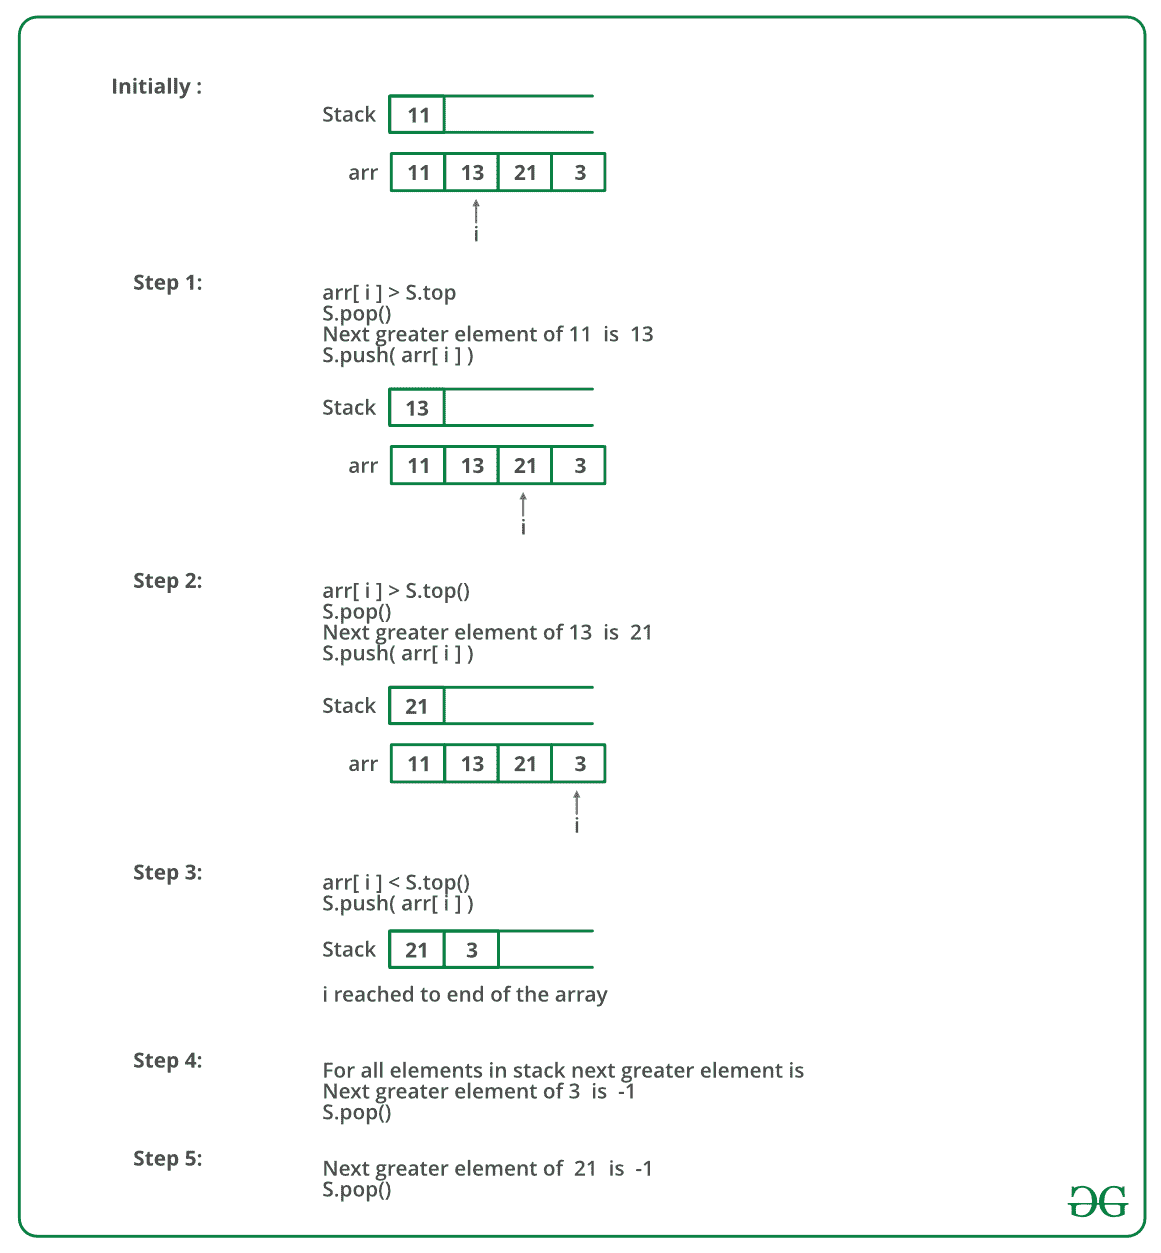 Initially :
Stack 11
arr 11 13 21 3
i
Step 1:
arr[ i ] > S.top
S.pop()
Next greater element of 11 is 13
S.push( arr[ i ] )
Stack 13
arr 11 13 21 3
i
Step 2:
arr[ i ] > S.top()
S.pop()
Next greater element of 13 is 21
S.push( arr[ i ] )
Stack 21
arr 11 13 21 3
i
Step 3:
arr[ i ] < S.top()
S.push( arr[ i ] )
Stack 21 3
i reached to end of the array
Step 4:
For all elements in stack next greater element is
Next greater element of 3 is -1
S.pop()
Step 5:
Next greater element of 21 is -1
S.pop()